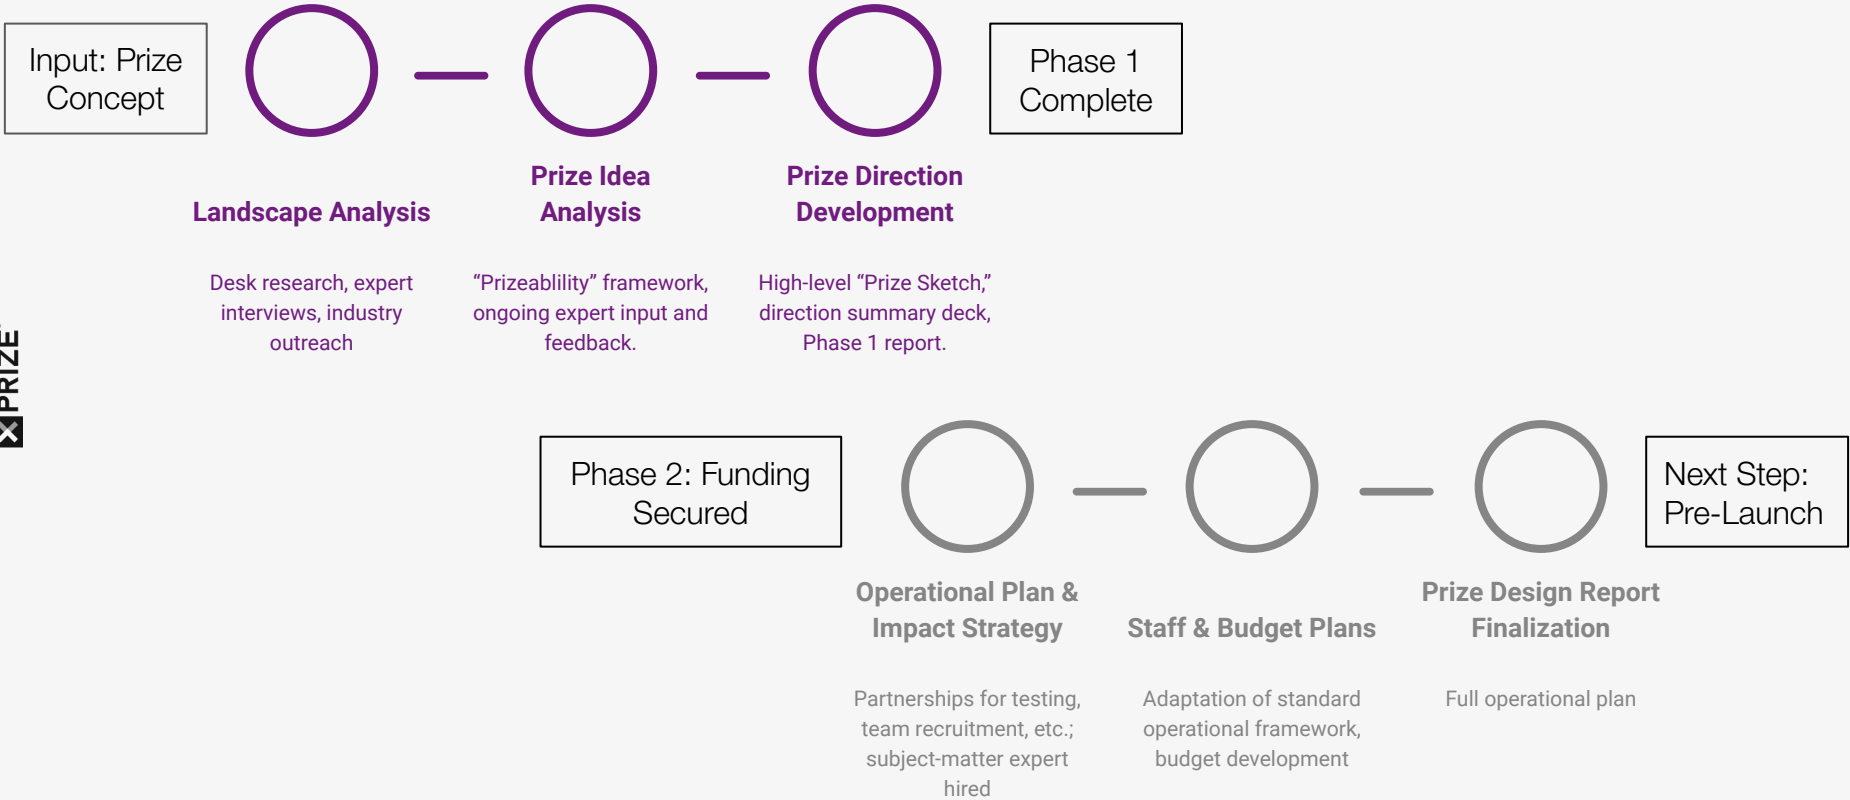 Input: Prize
Concept
Phase 1
Complete
Landscape Analysis
Desk research, expert
interviews, industry
outreach
Prize Idea
Analysis
“Prizeablility” framework,
ongoing expert input and
feedback.
Prize Direction
Development
High-level “Prize Sketch,”
direction summary deck,
Phase 1 report.
XPRIZE
Phase 2: Funding
Secured
Next Step:
Pre-Launch
Operational Plan &
Impact Strategy
Partnerships for testing,
team recruitment, etc.;
subject-matter expert
hired
Staff & Budget Plans
Adaptation of standard
operational framework,
budget development
Prize Design Report
Finalization
Full operational plan